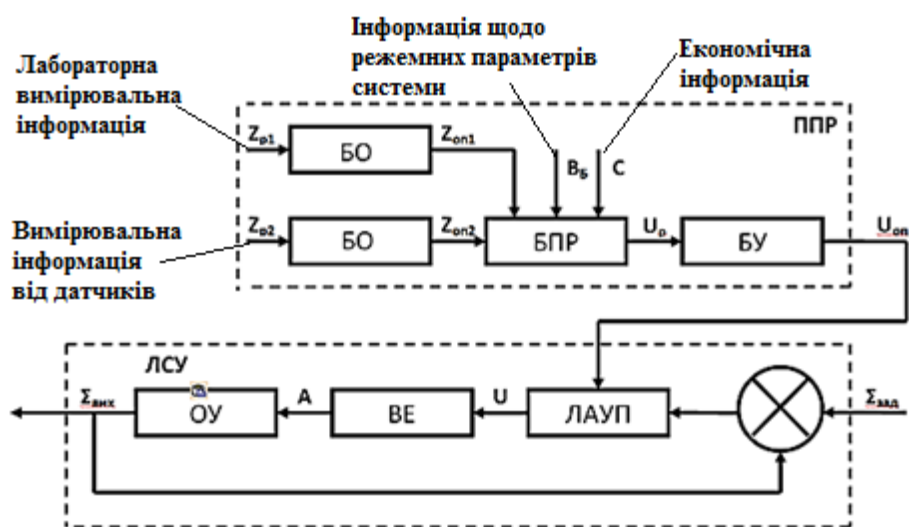 Інформація щодо
режемних параметрів
системи
Економічна
інформація
Лабораторна
вимірювальна
інформація
ППР
Zр1
БО
Zоп1
ВБ
С
Вимірювальна
інформація
від датчиків
Zр2
БО
Zоп2
БПР
Uр
БУ
Uоп
ЛСУ
Σвих
ОУ
А
ВЕ
U
ЛАУП
Σзад